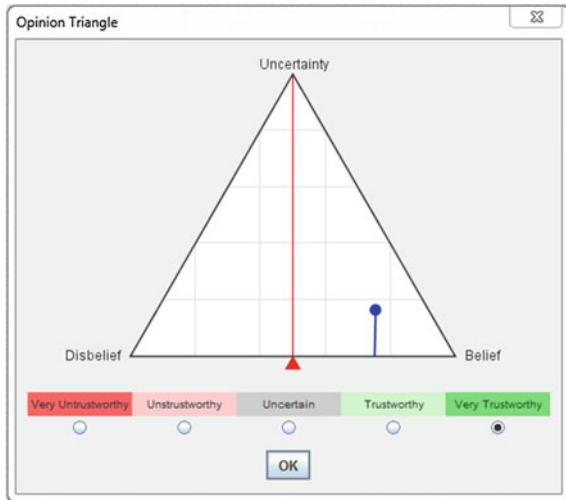 Opinion Triangle
Uncertainty
Disbelief
Belief
Very Untrustworthy
Unstrustworthy
Uncertain
Trustworthy
Very Trustworthy
OK